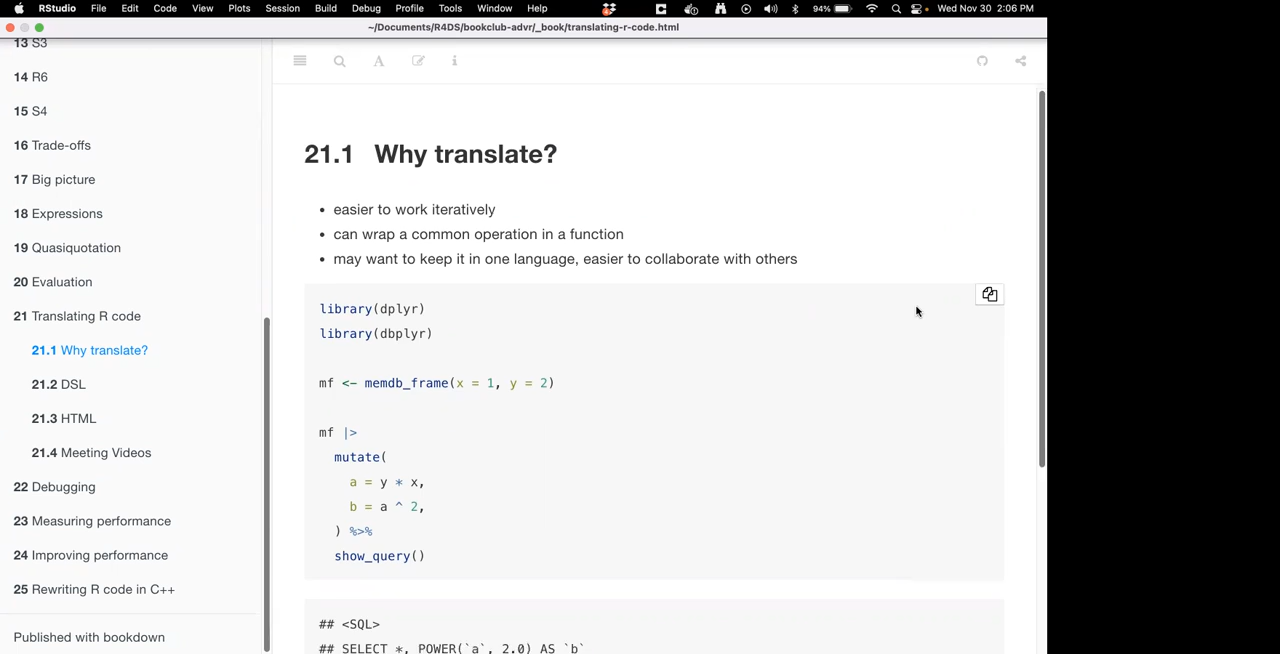 RStudio File Edit Code View Plots Session Build Debug Profile Tools Window Help 94% Wed Nov 30 2:06 PM
~/Documents/R4DS/bookclub-advr/_book/translating-r-code.html
13 S3
14 R6
15 S4
16 Trade-offs
17 Big picture
18 Expressions
19 Quasiquotation
20 Evaluation
21 Translating R code
21.1 Why translate?
21.2 DSL
21.3 HTML
21.4 Meeting Videos
22 Debugging
23 Measuring performance
24 Improving performance
25 Rewriting R code in C++
Published with bookdown
A
i
21.1 Why translate?
• easier to work iteratively
• can wrap a common operation in a function
• may want to keep it in one language, easier to collaborate with others
library(dplyr)
library(dbplyr)
mf <- memdb_frame(x = 1, y = 2)
mf |>
mutate(
a = y * x,
b = a ^ 2,
) %>%
show_query()
## <SQL>
## SELECT *, POWER(`a`, 2.0) AS `b`